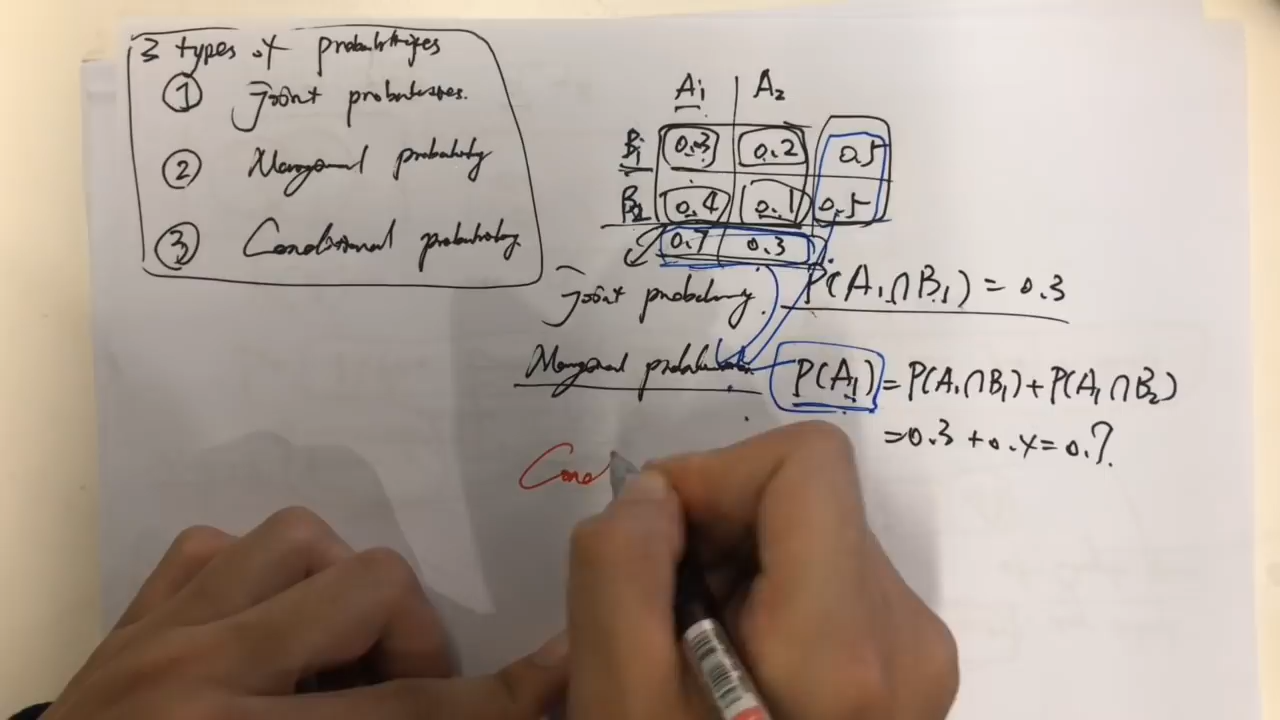 3 types of probabilities
① Joint probabilities.
② Marginal probability
③ Conditional probability
A1 A2
B1 0.3 0.2 0.5
B2 0.4 0.1 0.5
0.7 0.3
Joint probability. P(A1∩B1) = 0.3
Marginal probabilities P(A1) = P(A1∩B1) + P(A1∩B2)
=0.3 + 0.4 = 0.7.
Cond